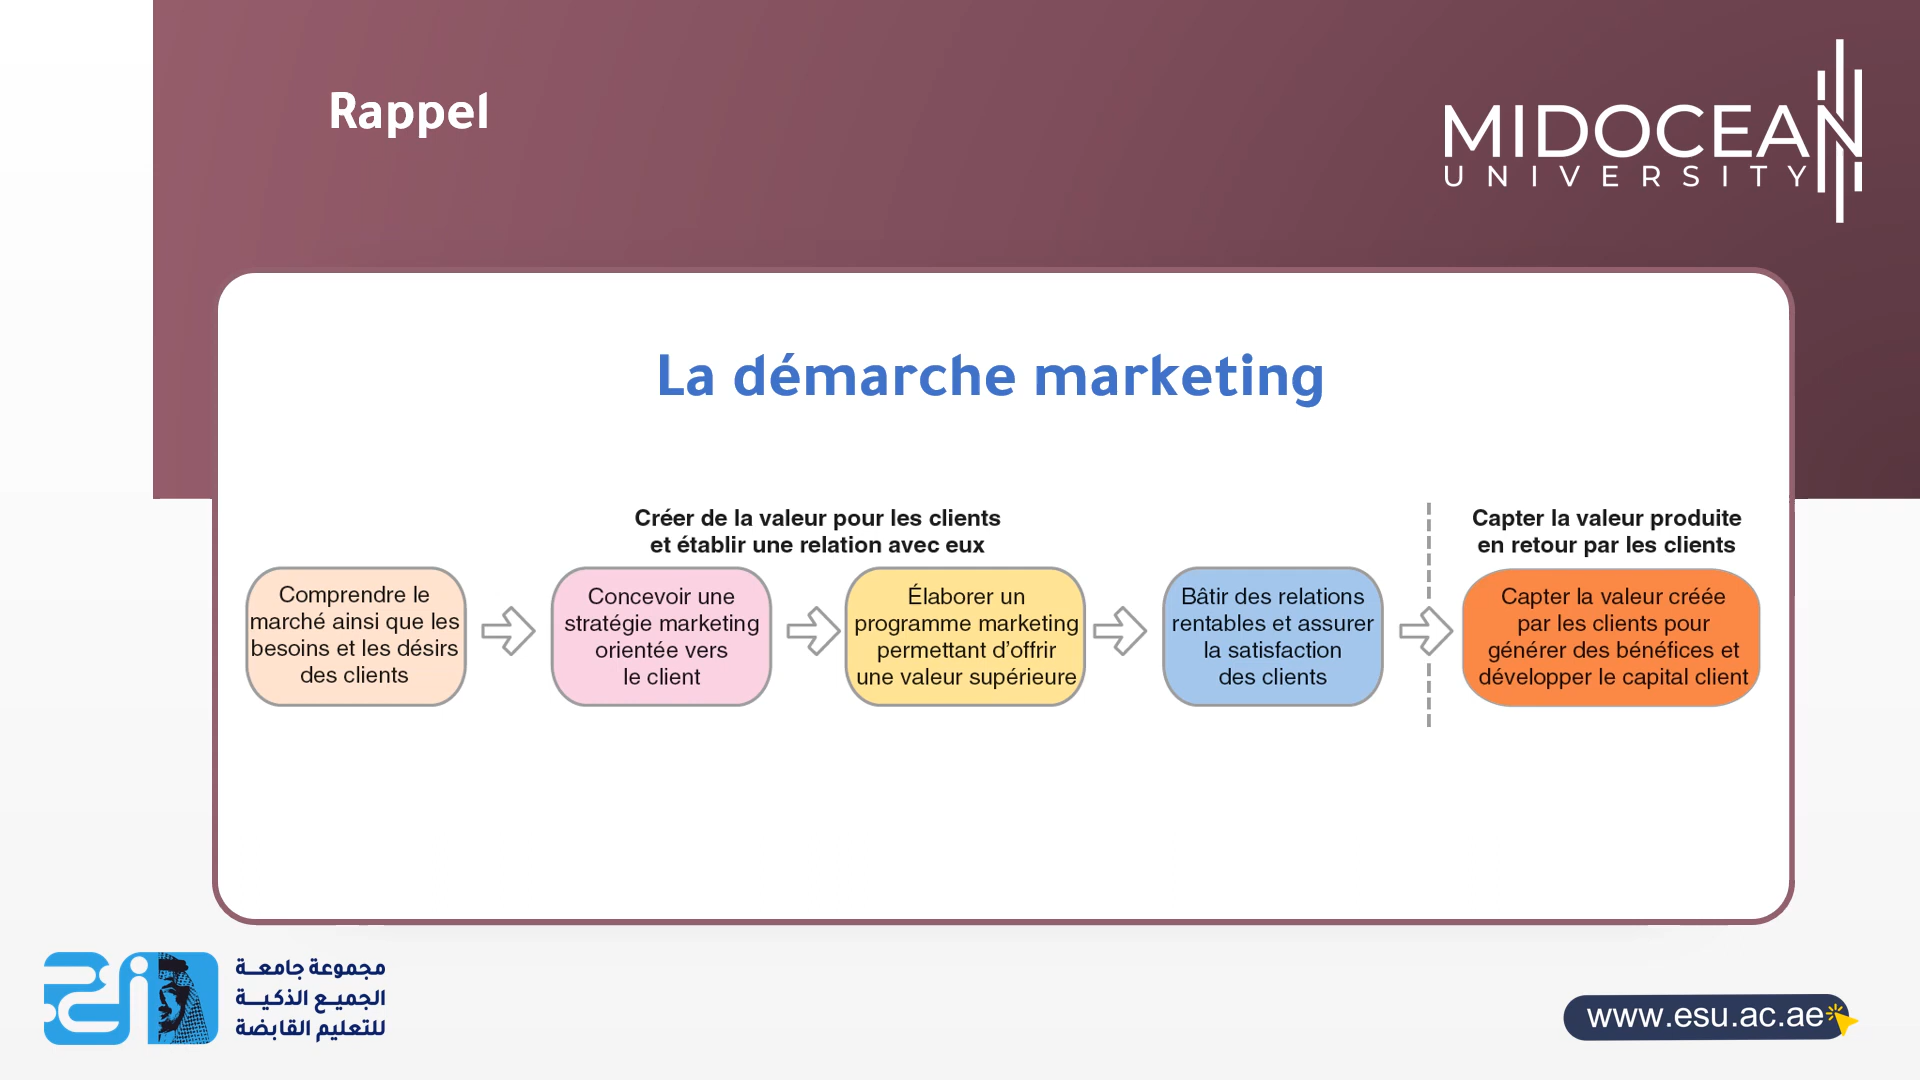 Rappel
MIDOCEAN
UNIVERSITY
La démarche marketing
Créer de la valeur pour les clients
et établir une relation avec eux
Capter la valeur produite
en retour par les clients
Comprendre le
marché ainsi que les
besoins et les désirs
des clients
Concevoir une
stratégie marketing
orientée vers
le client
Élaborer un
programme marketing
permettant d’offrir
une valeur supérieure
Bâtir des relations
rentables et assurer
la satisfaction
des clients
Capter la valeur créée
par les clients pour
générer des bénéfices et
développer le capital client
مجموعة جامعـــة
الجميـع الذكيـــة
للتعليم القابضة
www.esu.ac.ae